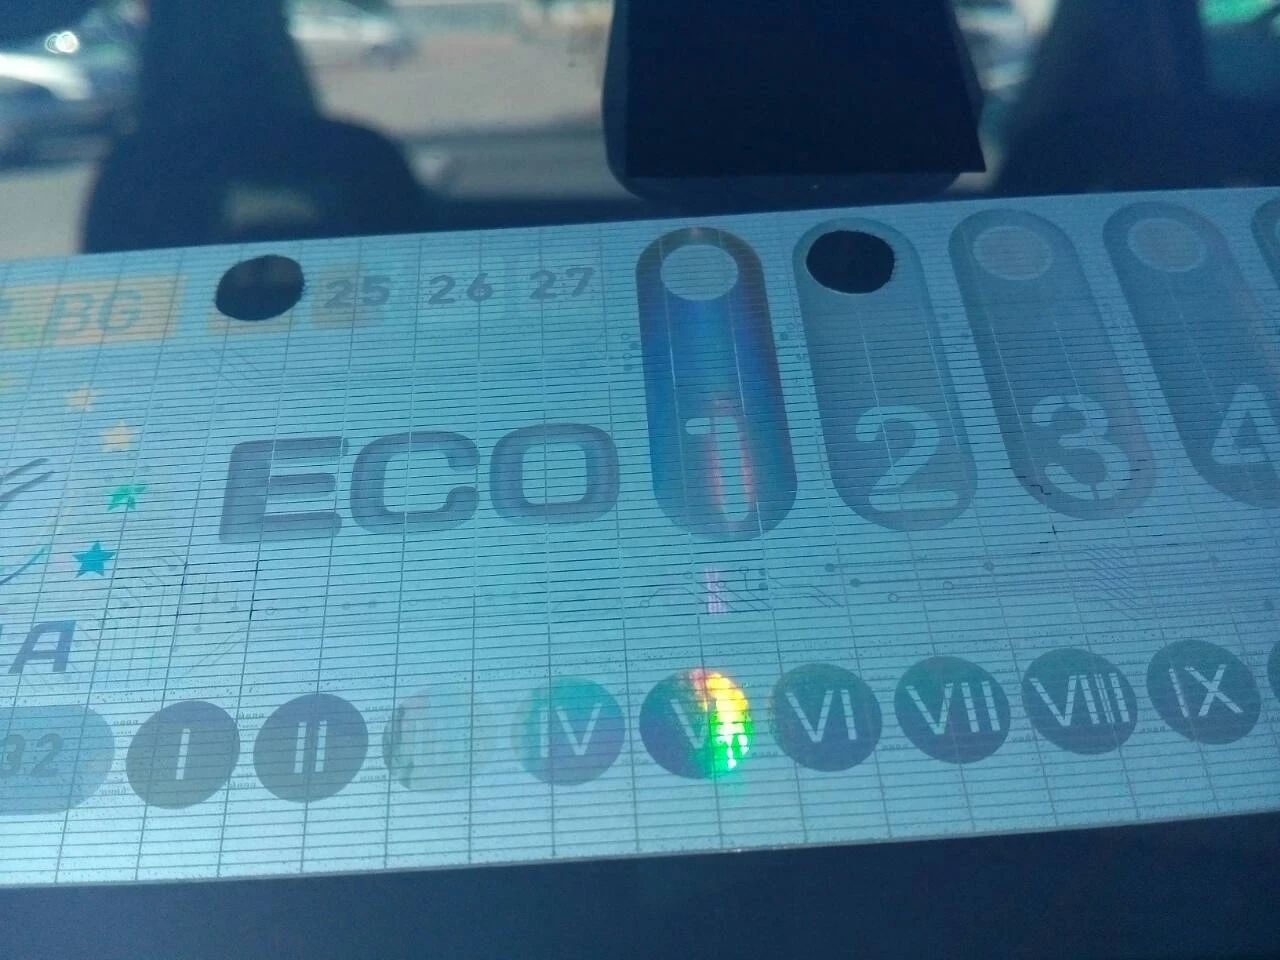 BG 25 26 27
ECO 1 2 3 4
32 I II IV V VI VII VIII IX